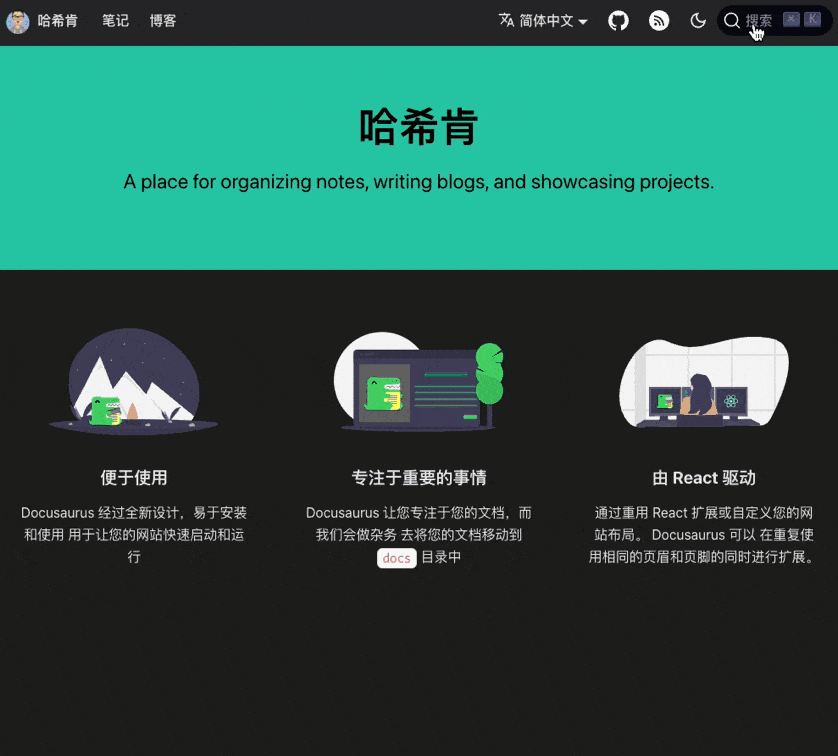 哈希肯 笔记 博客 简体中文 搜索 ⌘ K
哈希肯
A place for organizing notes, writing blogs, and showcasing projects.
便于使用
Docusaurus 经过全新设计，易于安装
和使用 用于让您的网站快速启动和运
行
专注于重要的事情
Docusaurus 让您专注于您的文档，而
我们会做杂务 去将您的文档移动到
docs 目录中
由 React 驱动
通过重用 React 扩展或自定义您的网
站布局。 Docusaurus 可以 在重复使
用相同的页眉和页脚的同时进行扩展。